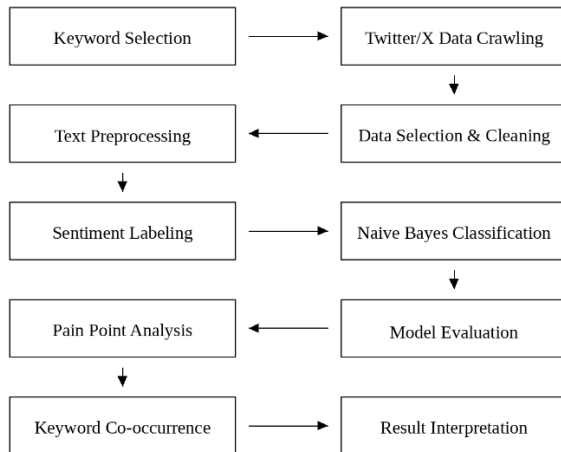 Keyword Selection
Twitter/X Data Crawling
Text Preprocessing
Data Selection & Cleaning
Sentiment Labeling
Naive Bayes Classification
Pain Point Analysis
Model Evaluation
Keyword Co-occurrence
Result Interpretation